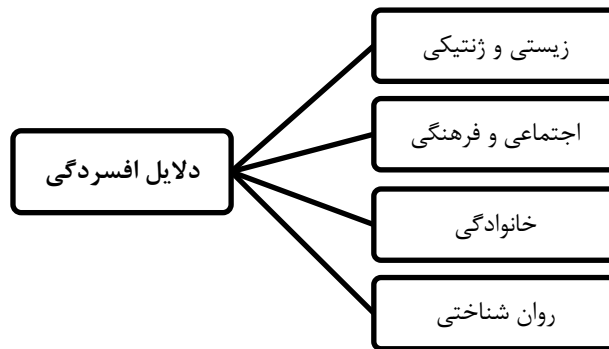 دلایل افسردگی
زیستی و ژنتیکی
اجتماعی و فرهنگی
خانوادگی
روان شناختی